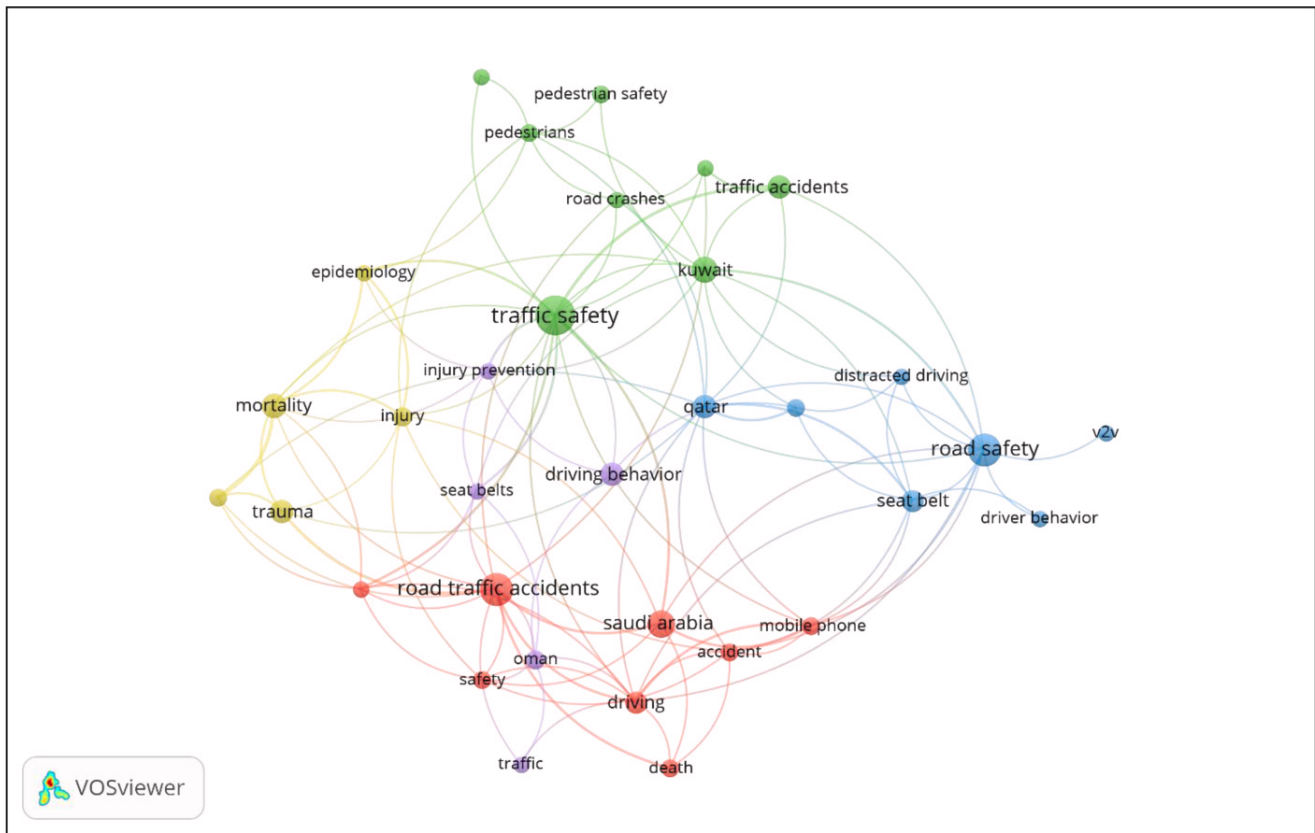 pedestrian safety
pedestrians
traffic accidents
road crashes
kuwait
epidemiology
traffic safety
injury prevention
distracted driving
mortality
injury
qatar
v2v
road safety
driving behavior
seat belts
seat belt
trauma
driver behavior
road traffic accidents
saudi arabia
mobile phone
accident
oman
safety
driving
traffic
death
VOSviewer